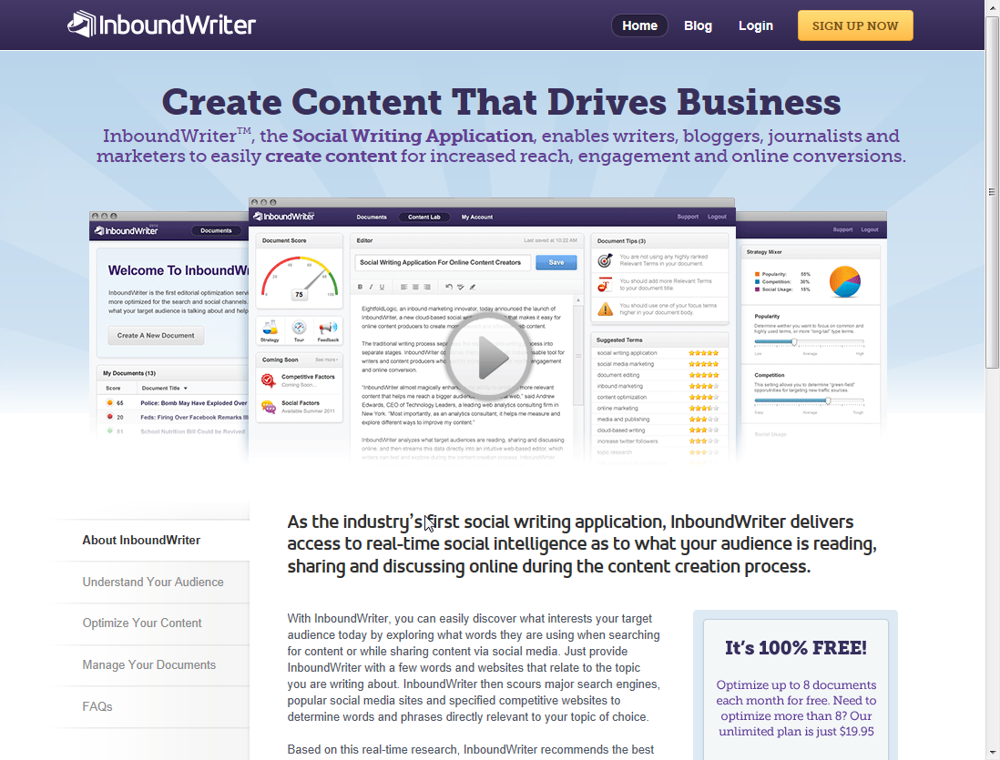 InboundWriter
Home Blog Login SIGN UP NOW
Create Content That Drives Business
InboundWriter™, the Social Writing Application, enables writers, bloggers, journalists and
marketers to easily create content for increased reach, engagement and online conversions.
InboundWriter
Documents
Welcome To InboundW
InboundWriter is the first editorial optimization servi
more optimized for the search and social channels.
what your target audience is talking about and help
Create A New Document
My Documents (13)
Score Document Title
65 Police: Bomb May Have Exploded Over
20 Feds: Firing Over Facebook Remarks Ill
51 School Nutrition Bill Could be Revived
InboundWriter
Documents Content Lab My Account Support Logout
Document Score
20 40 60
0 80
75
Strategy Tour Feedback
Coming Soon See more
Competitive Factors
Coming Soon...
Social Factors
Available Summer 2011
Editor Last saved at 10:22 AM
Social Writing Application For Online Content Creators Save
B I U
EightfoldLogic, an inbound marketing innovator, today announced the launch of
InboundWriter, a new cloud-based social that makes it easy for
online content producers to create more content.
The traditional writing process into
separate stages. InboundWriter tool for
writers and content producers who engagement
and online conversion.
"InboundWriter almost magically enhances
content that helps me reach a bigger web," said Andrew
Edwards, CEO of Technology Leaders, a leading web analytics consulting firm in
New York. "Most importantly, as an analytics consultant, it helps me measure and
explore different ways to improve my content."
InboundWriter analyzes what target audiences are reading, sharing and discussing
online, and then streams this data directly into an intuitive web-based editor, which
writers can test and explore during the content creation process. InboundWriter
Document Tips (3)
You are not using any highly ranked
Relevant Terms in your document.
You should add more Relevant Terms
to your document title.
You should use one of your focus terms
higher in your document body.
Suggested Terms
social writing application
social media marketing
document editing
inbound marketing
content optimization
online marketing
media and publishing
cloud-based writing
increase twitter followers
topic research
Support Logout
Strategy Mixer
Popularity: 55%
Competition: 30%
Social Usage: 15%
Popularity
Determine wether you want to focus on common and
highly used terms, or more "long-tail" type terms.
Low Average High
Competition
This setting allows you to determine "green-field"
opportunities for targeting new traffic sources.
Easy Average Tough
Social Usage
About InboundWriter
Understand Your Audience
Optimize Your Content
Manage Your Documents
FAQs
As the industry's first social writing application, InboundWriter delivers
access to real-time social intelligence as to what your audience is reading,
sharing and discussing online during the content creation process.
With InboundWriter, you can easily discover what interests your target
audience today by exploring what words they are using when searching
for content or while sharing content via social media. Just provide
InboundWriter with a few words and websites that relate to the topic
you are writing about. InboundWriter then scours major search engines,
popular social media sites and specified competitive websites to
determine words and phrases directly relevant to your topic of choice.
Based on this real-time research, InboundWriter recommends the best
It's 100% FREE!
Optimize up to 8 documents
each month for free. Need to
optimize more than 8? Our
unlimited plan is just $19.95